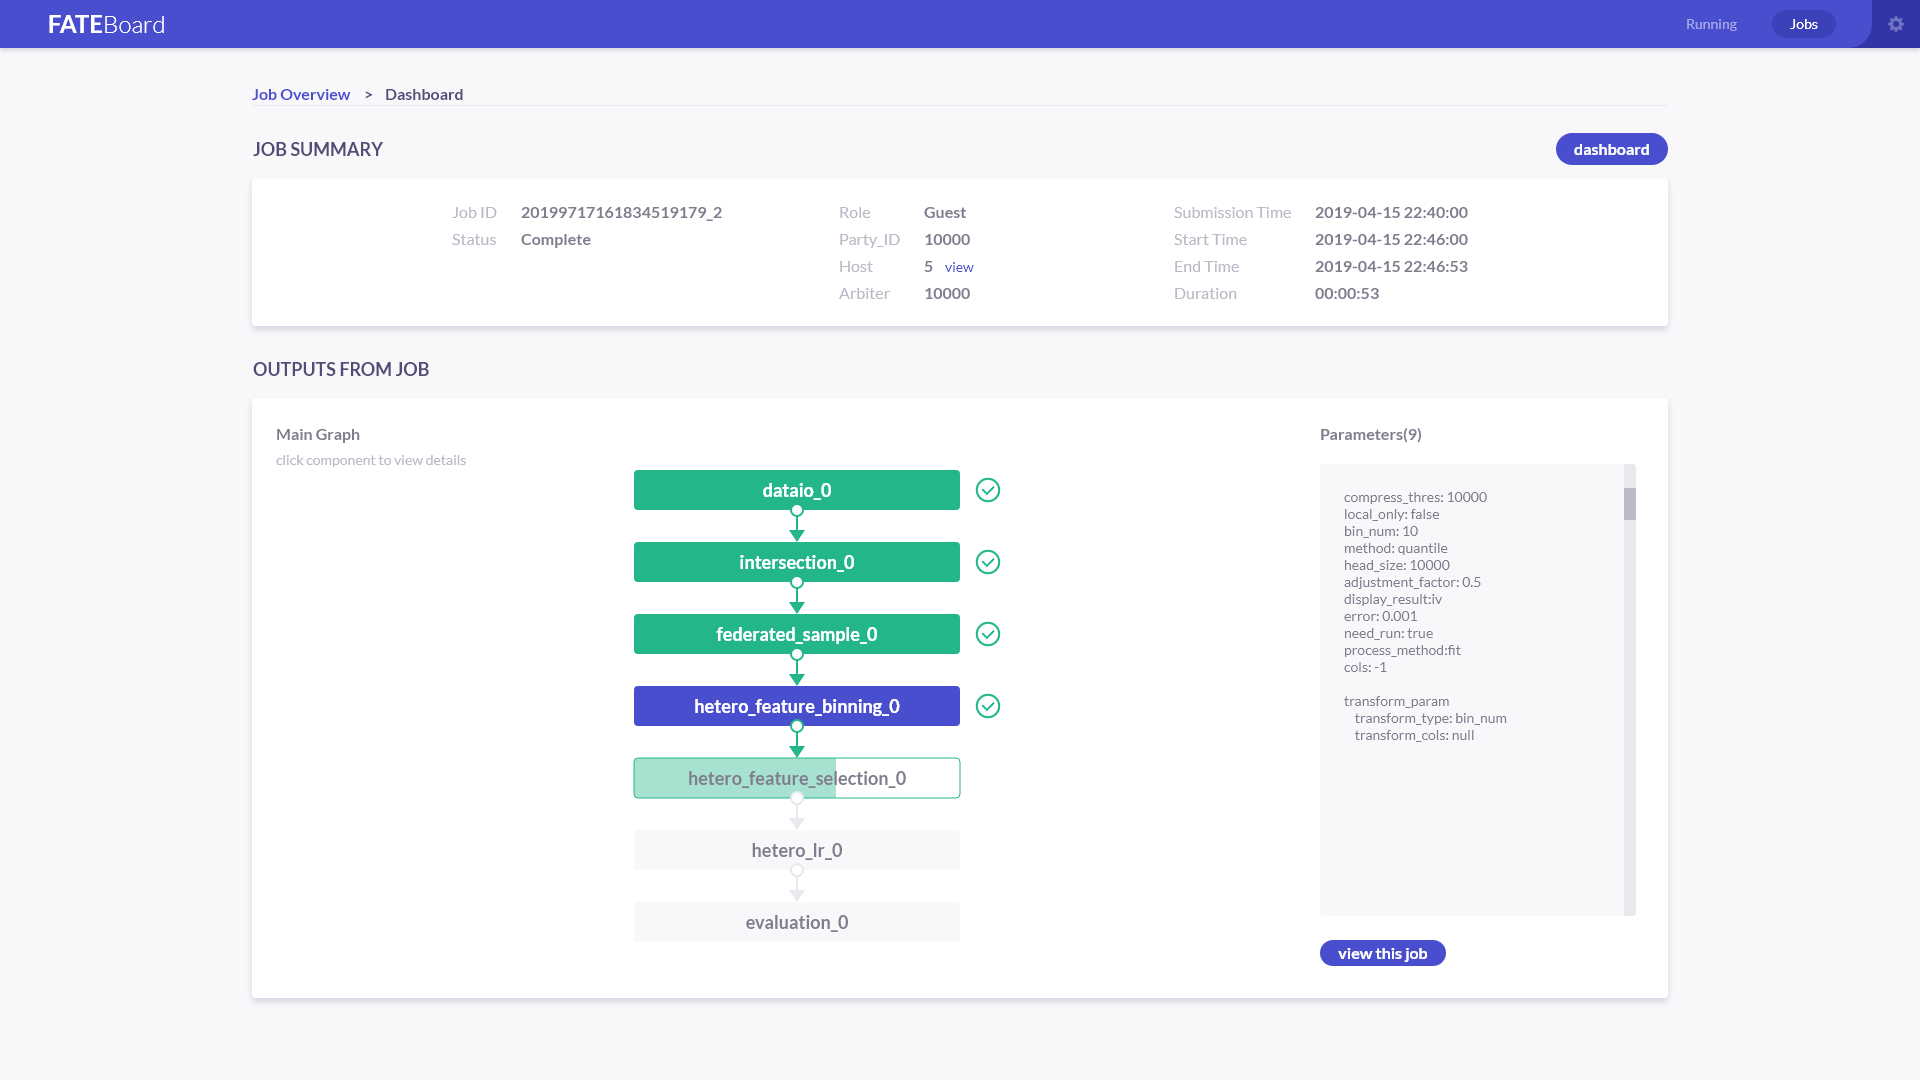 FATEBoard
Running
Jobs
Job Overview > Dashboard
JOB SUMMARY
dashboard
Job ID 20199717161834519179_2
Status Complete
Role Guest
Party_ID 10000
Host 5 view
Arbiter 10000
Submission Time 2019-04-15 22:40:00
Start Time 2019-04-15 22:46:00
End Time 2019-04-15 22:46:53
Duration 00:00:53
OUTPUTS FROM JOB
Main Graph
click component to view details
dataio_0
intersection_0
federated_sample_0
hetero_feature_binning_0
hetero_feature_selection_0
hetero_lr_0
evaluation_0
Parameters(9)
compress_thres: 10000
local_only: false
bin_num: 10
method: quantile
head_size: 10000
adjustment_factor: 0.5
display_result:iv
error: 0.001
need_run: true
process_method:fit
cols: -1
transform_param
transform_type: bin_num
transform_cols: null
view this job